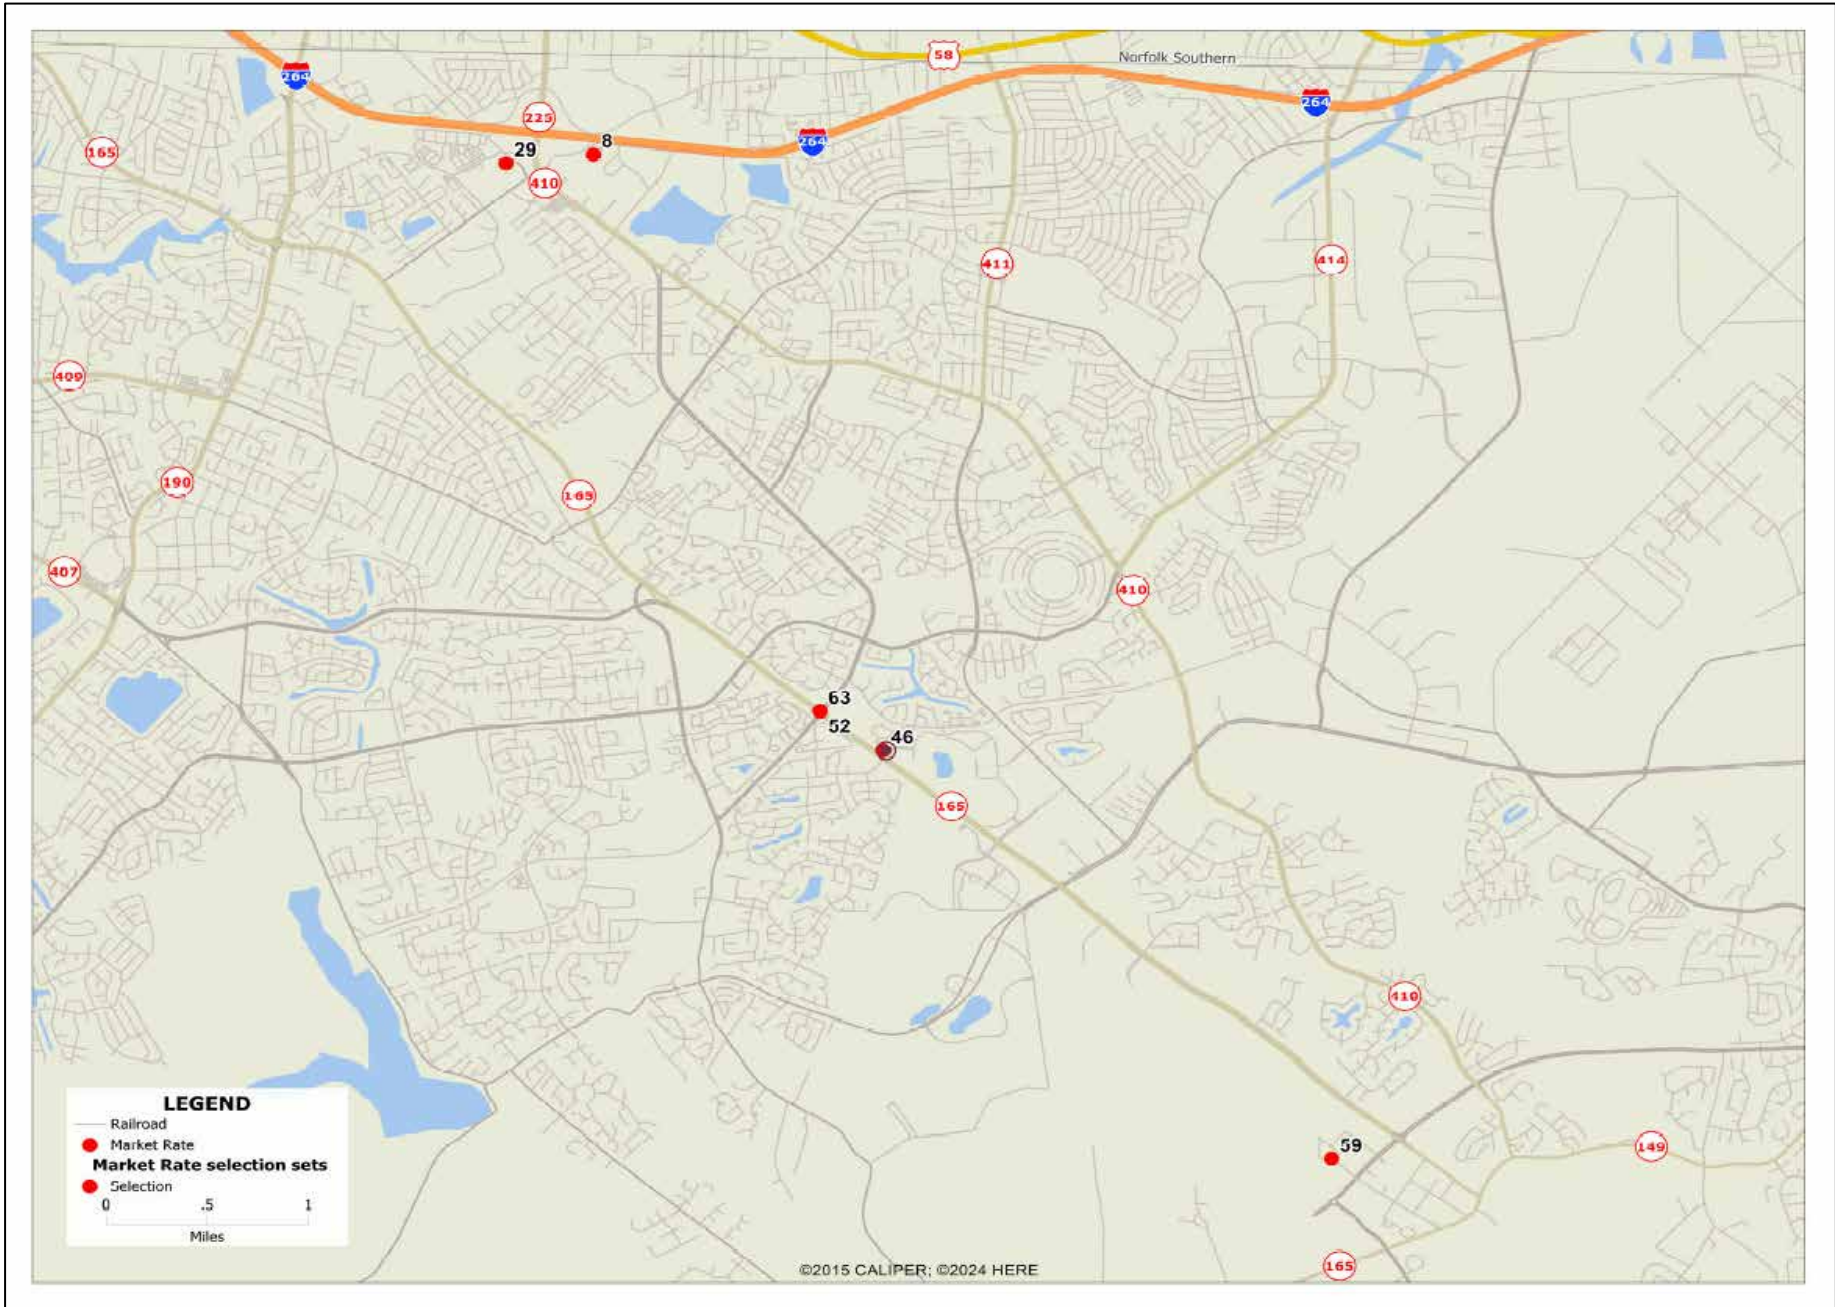 58
Norfolk Southern
264
264
225
264
8
165
29
410
411
414
409
190
165
407
410
63
52
46
165
410
LEGEND
Railroad
Market Rate
Market Rate selection sets
Selection
0 .5 1
Miles
59
149
165
©2015 CALIPER; ©2024 HERE